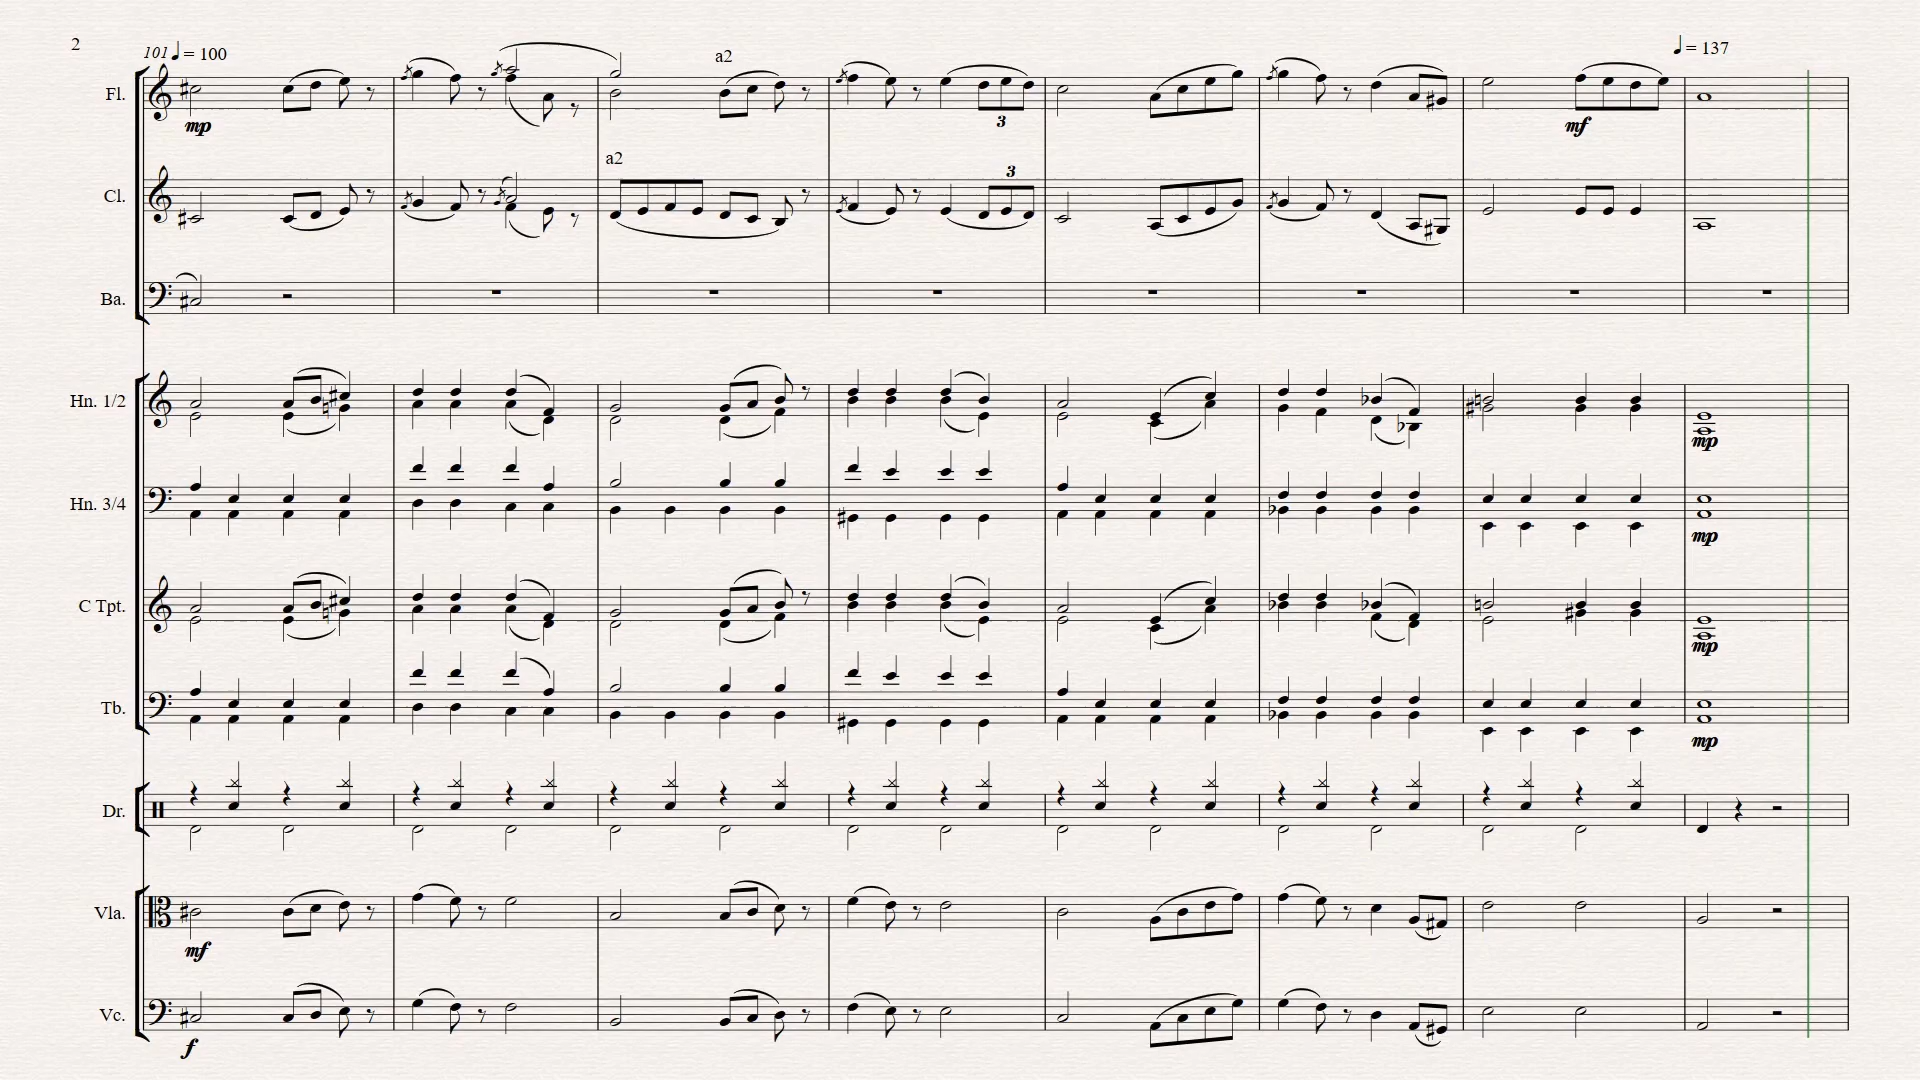 2
101 ♩ = 100
♩ = 137
a2
Fl.
3
mp
mf
a2
3
Cl.
Ba.
Hn. 1/2
mp
Hn. 3/4
mp
C Tpt.
mp
Tb.
mp
Dr.
Vla.
mf
Vc.
f